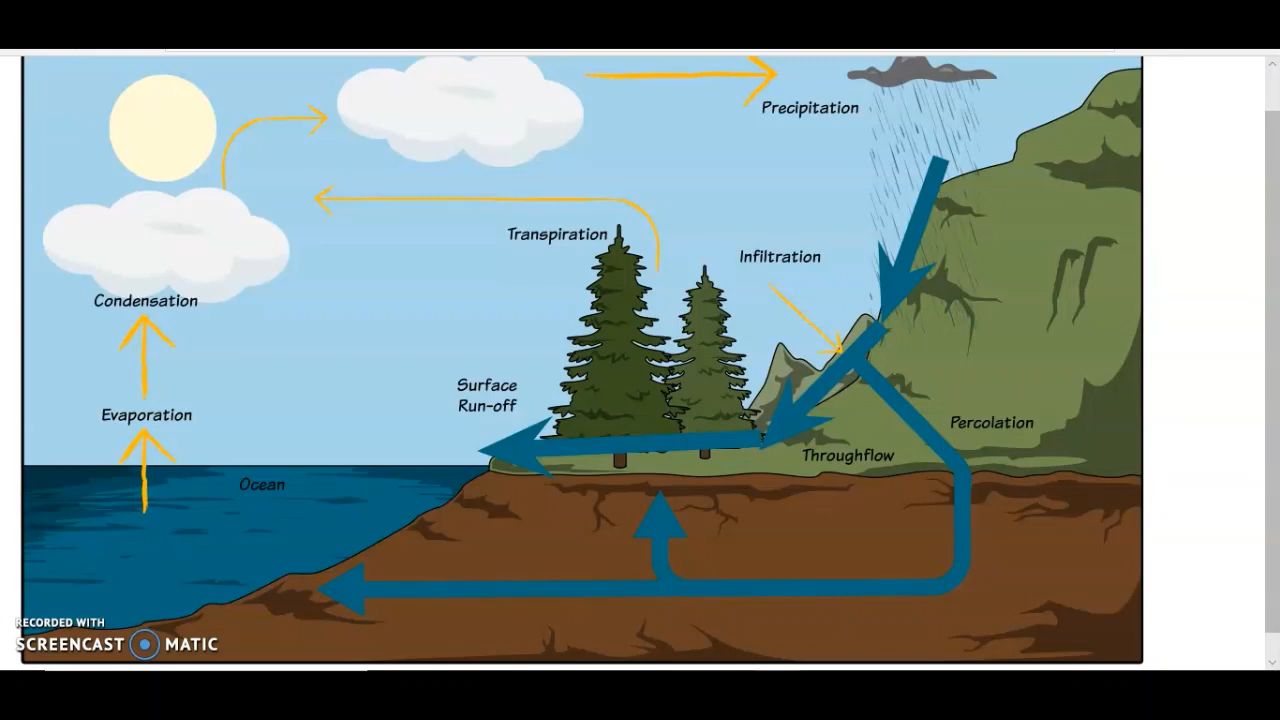 Precipitation
Transpiration
Infiltration
Condensation
Surface
Run-off
Evaporation
Percolation
Throughflow
Ocean
RECORDED WITH
SCREENCAST MATIC